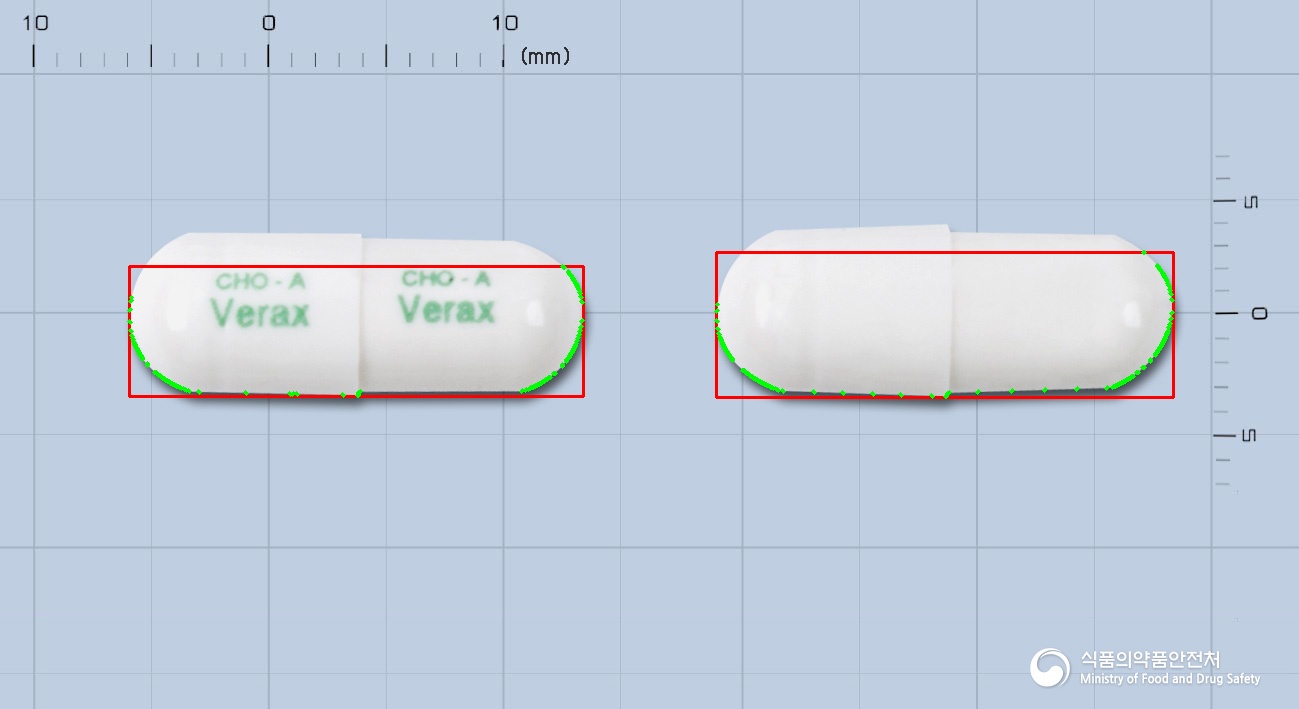 10 0 10
(mm)
CHO - A
Verax
CHO - A
Verax
5
0
5
식품의약품안전처
Ministry of Food and Drug Safety